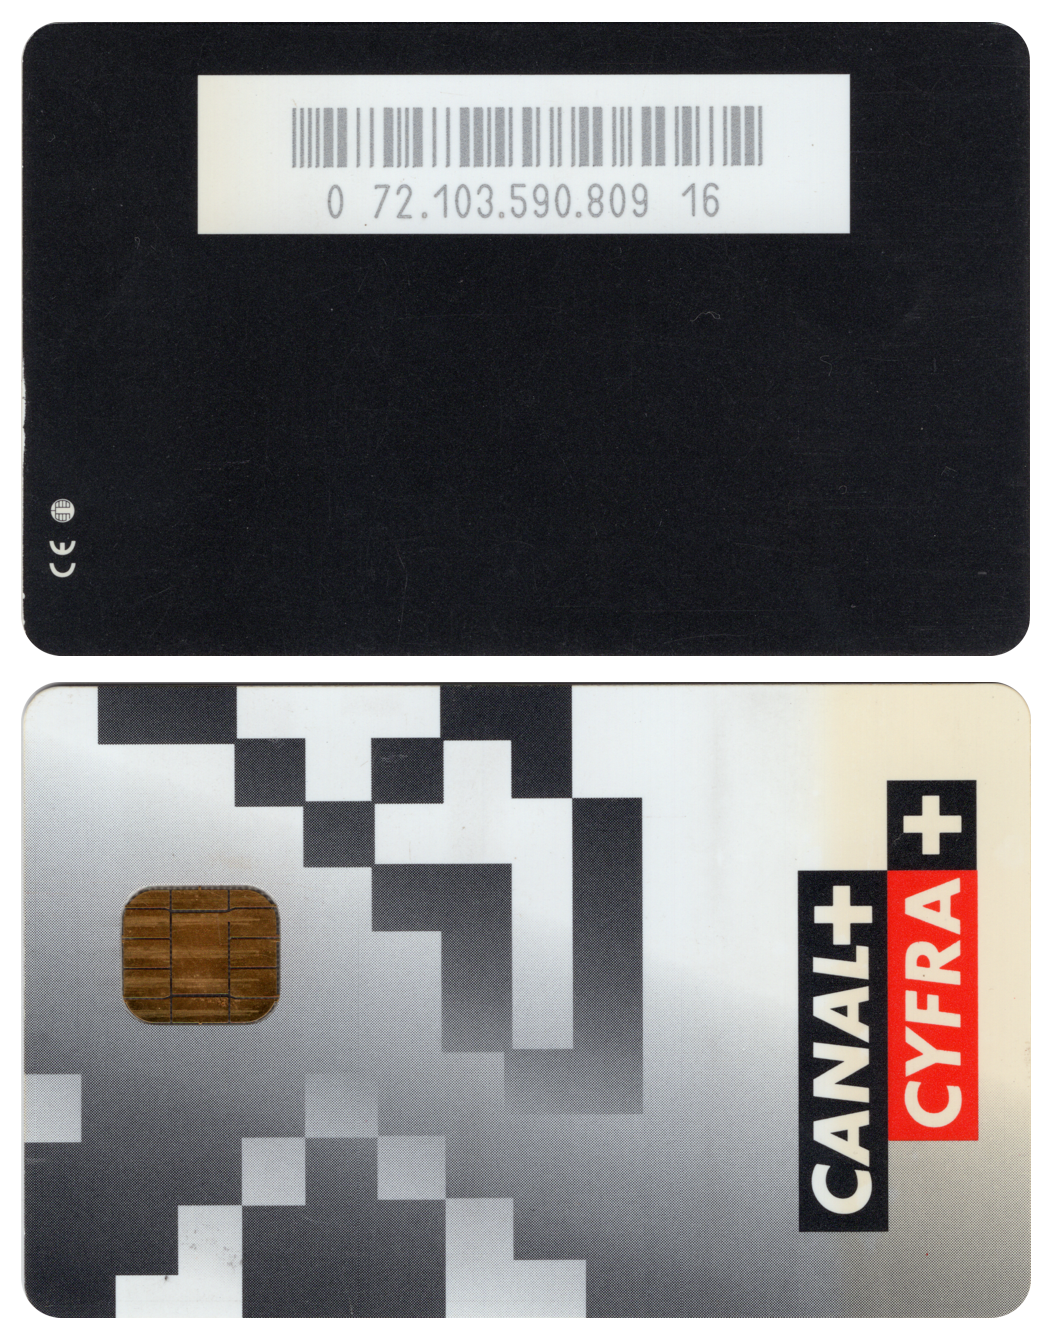 0 72.103.590.809 16
CE
CANAL+
CYFRA+